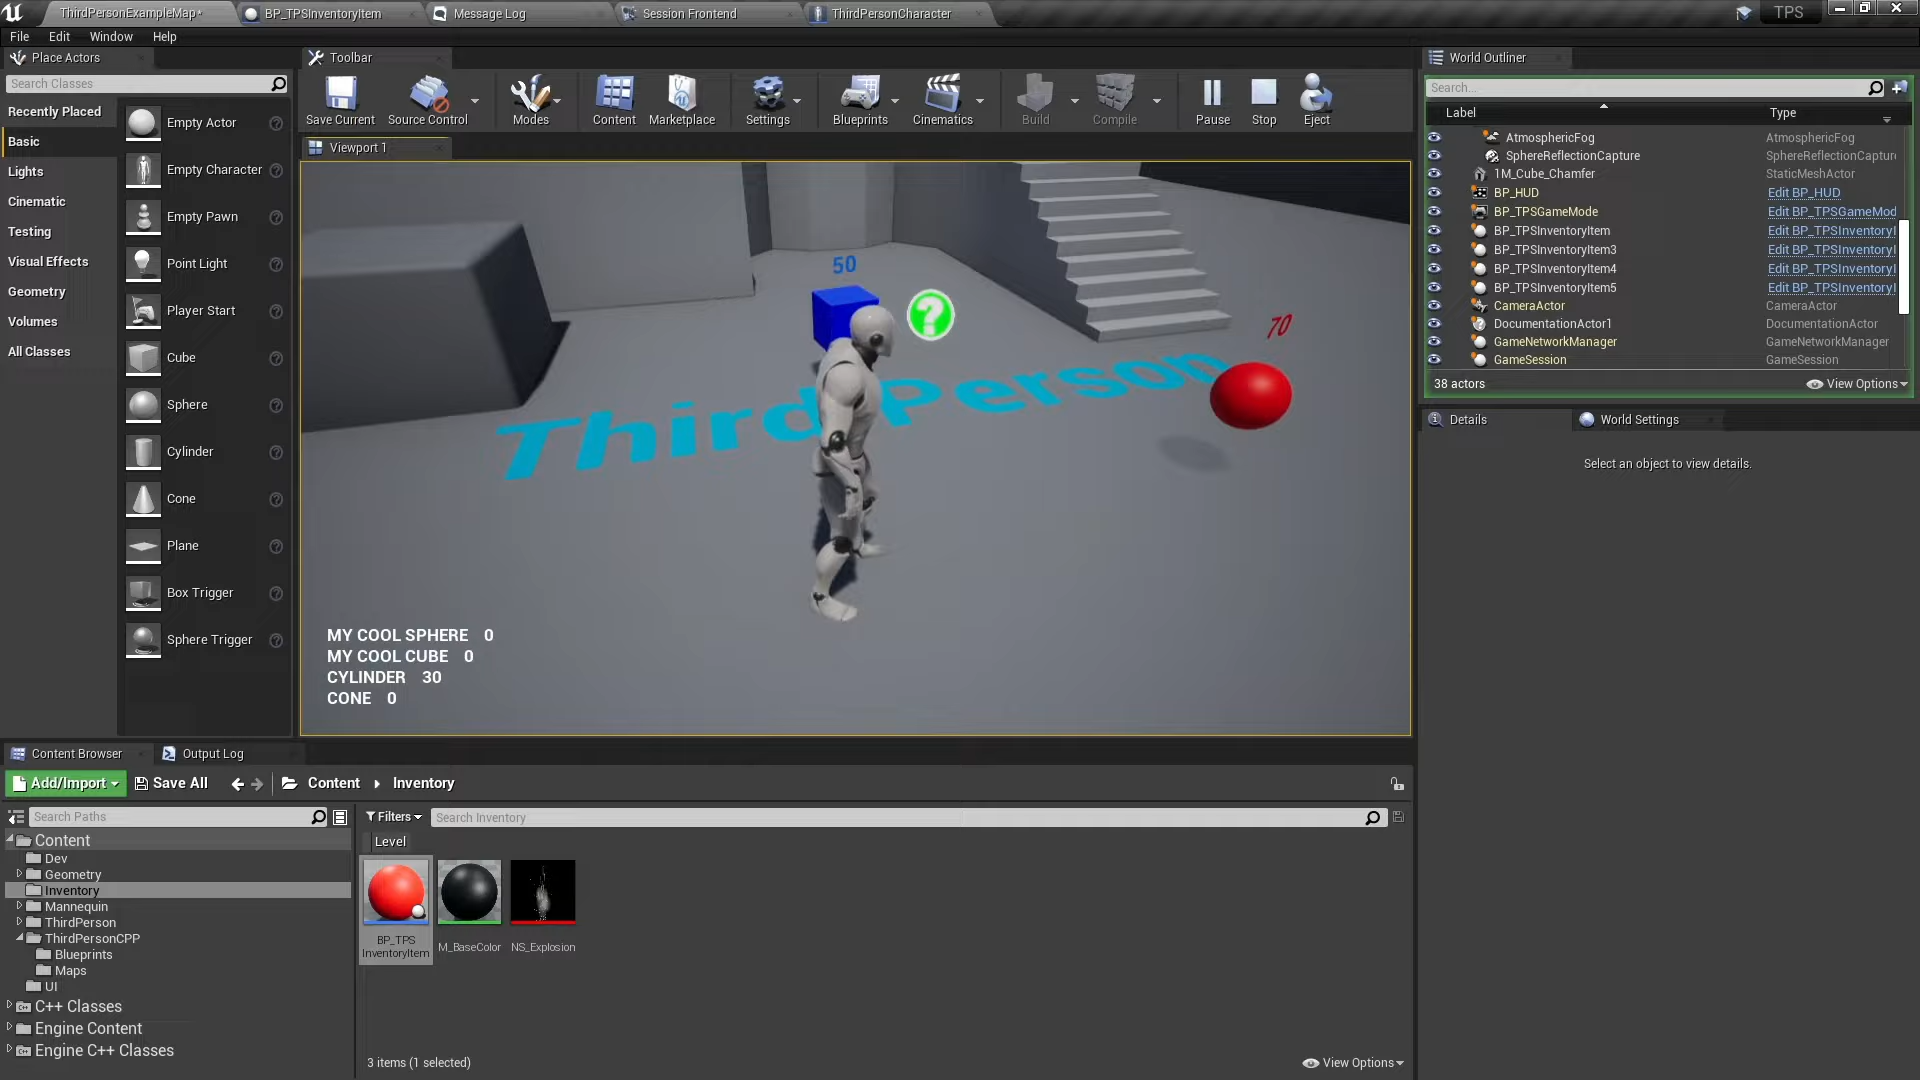 ThirdPersonExampleMap*
BP_TPSInventoryItem
Message Log
Session Frontend
ThirdPersonCharacter
TPS
File Edit Window Help
Place Actors
Search Classes
Recently Placed
Basic
Lights
Cinematic
Testing
Visual Effects
Geometry
Volumes
All Classes
Empty Actor
Empty Character
Empty Pawn
Point Light
Player Start
Cube
Sphere
Cylinder
Cone
Plane
Box Trigger
Sphere Trigger
Toolbar
Save Current
Source Control
Modes
Content
Marketplace
Settings
Blueprints
Cinematics
Build
Compile
Pause
Stop
Eject
Viewport 1
50
?
70
Third Person
MY COOL SPHERE 0
MY COOL CUBE 0
CYLINDER 30
CONE 0
World Outliner
Search...
Label Type
AtmosphericFog AtmosphericFog
SphereReflectionCapture SphereReflectionCapture
1M_Cube_Chamfer StaticMeshActor
BP_HUD Edit BP_HUD
BP_TPSGameMode Edit BP_TPSGameMod
BP_TPSInventoryItem Edit BP_TPSInventoryI
BP_TPSInventoryItem3 Edit BP_TPSInventoryI
BP_TPSInventoryItem4 Edit BP_TPSInventoryI
BP_TPSInventoryItem5 Edit BP_TPSInventoryI
CameraActor CameraActor
DocumentationActor1 DocumentationActor
GameNetworkManager GameNetworkManager
GameSession GameSession
38 actors View Options
Details
World Settings
Select an object to view details.
Content Browser
Output Log
Add/Import
Save All
Content
Inventory
Search Paths
Content
Dev
Geometry
Inventory
Mannequin
ThirdPerson
ThirdPersonCPP
Blueprints
Maps
UI
C++ Classes
Engine Content
Engine C++ Classes
Filters
Search Inventory
Level
BP_TPS
InventoryItem
M_BaseColor
NS_Explosion
3 items (1 selected)
View Options